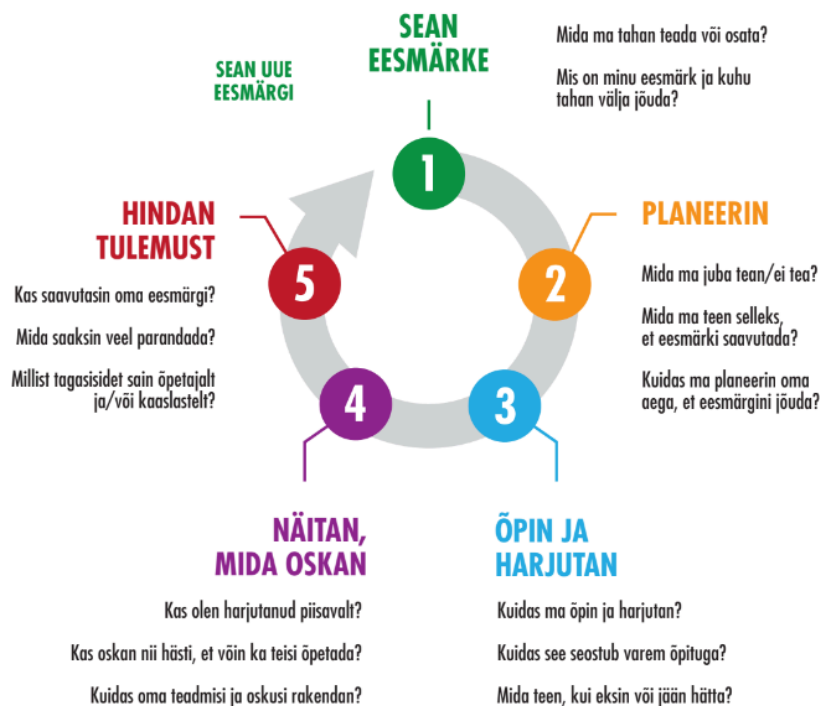 SEAN
EESMÄRKE
Mida ma tahan teada või osata?
Mis on minu eesmärk ja kuhu
tahan välja jõuda?
SEAN UUE
EESMÄRGI
1
PLANEERIN
2
Mida ma juba tean/ei tea?
Mida ma teen selleks,
et eesmärki saavutada?
Kuidas ma planeerin oma
aega, et eesmärgini jõuda?
3
ÕPIN JA
HARJUTAN
Kuidas ma õpin ja harjutan?
Kuidas see seostub varem õpituga?
Mida teen, kui eksin või jään hätta?
4
NÄITAN,
MIDA OSKAN
Kas olen harjutanud piisavalt?
Kas oskan nii hästi, et võin ka teisi õpetada?
Kuidas oma teadmisi ja oskusi rakendan?
HINDAN
TULEMUST
5
Kas saavutasin oma eesmärgi?
Mida saaksin veel parandada?
Millist tagasisidet sain õpetajalt
ja/või kaaslastelt?